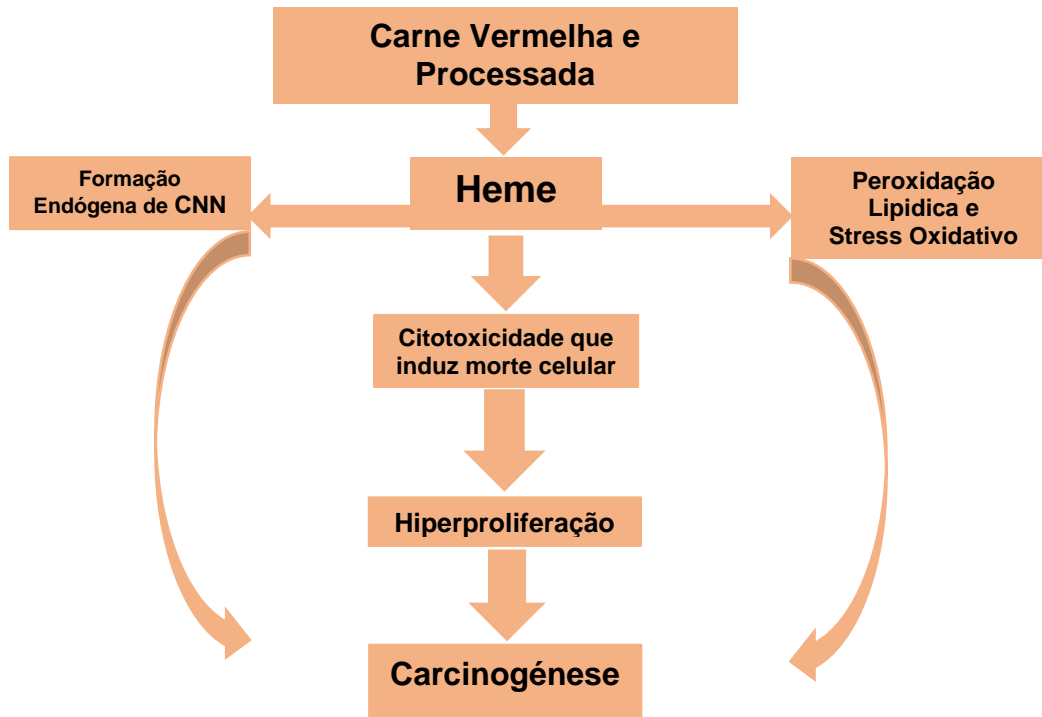 Carne Vermelha e
Processada
Formação
Endógena de CNN
Heme
Peroxidação
Lipidica e
Stress Oxidativo
Citotoxicidade que
induz morte celular
Hiperproliferação
Carcinogénese